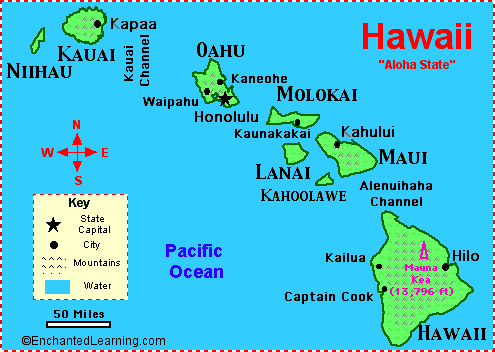 Hawaii
"Aloha State"
Kapaa
KAUAI
NIIHAU
Kauai
Channel
OAHU
Kaneohe
Waipahu
Honolulu
MOLOKAI
Kaunakakai
Kahului
MAUI
LANAI
KAHOOLAWE
Alenuihaha
Channel
N
W E
S
Key
State
Capital
City
Mountains
Water
Pacific
Ocean
Kailua
Hilo
Mauna
Kea
(13,796 ft)
Captain Cook
HAWAII
50 Miles
©EnchantedLearning.com